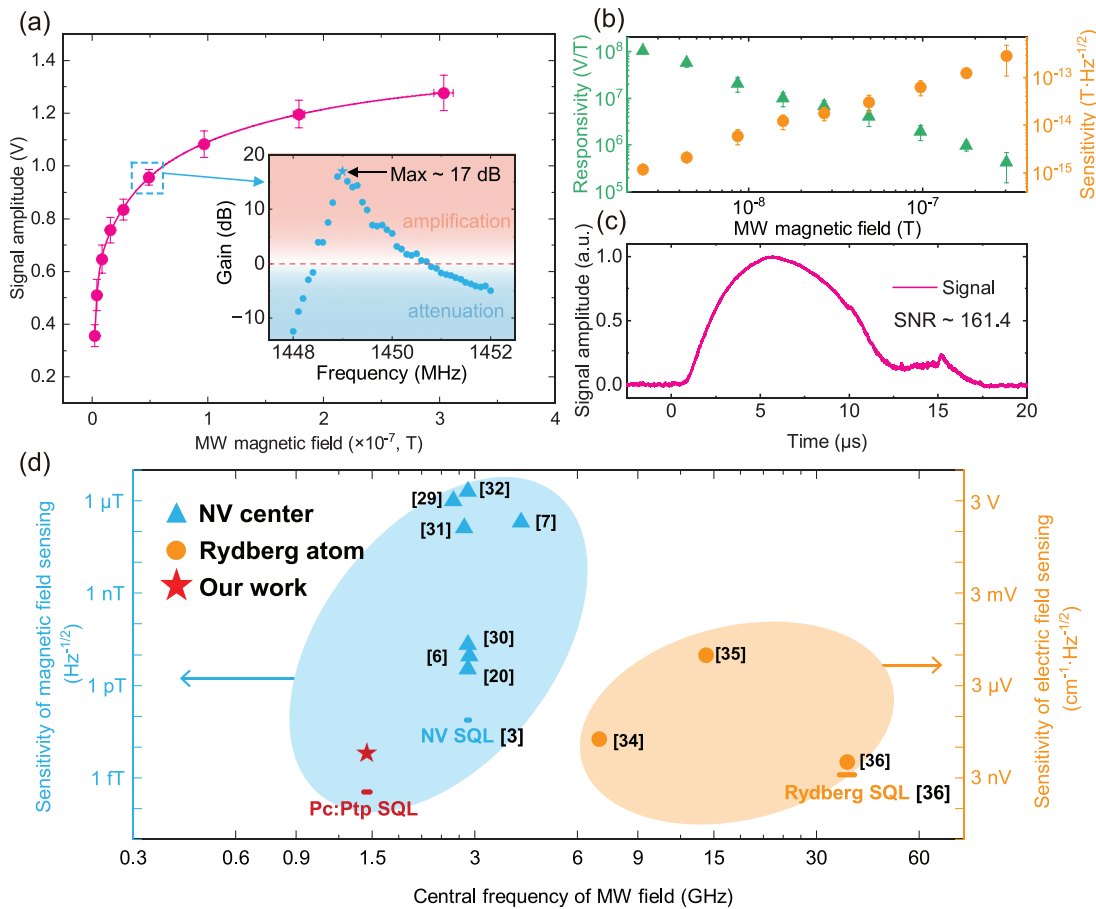 (a)
Signal amplitude (V)
1.4
1.2
1.0
0.8
0.6
0.4
0.2
0
1
2
3
4
MW magnetic field (×10⁻⁷, T)
20
10
0
−10
Gain (dB)
Max ~ 17 dB
amplification
attenuation
1448
1450
1452
Frequency (MHz)
(b)
Responsivity (V/T)
10⁸
10⁷
10⁶
10⁵
10⁻¹³
10⁻¹⁴
10⁻¹⁵
Sensitivity (T·Hz⁻¹ᐟ²)
10⁻⁸
10⁻⁷
MW magnetic field (T)
(c)
Signal amplitude (a.u.)
1.0
0.5
0.0
Signal
SNR ~ 161.4
0
5
10
15
20
Time (µs)
(d)
Sensitivity of magnetic field sensing
(Hz⁻¹ᐟ²)
1 µT
1 nT
1 pT
1 fT
NV center
Rydberg atom
Our work
[29]
[32]
[31]
[7]
[30]
[6]
[20]
NV SQL [3]
Pc:Ptp SQL
[35]
[34]
[36]
Rydberg SQL [36]
3 V
3 mV
3 µV
3 nV
Sensitivity of electric field sensing
(cm⁻¹·Hz⁻¹ᐟ²)
0.3
0.6
0.9
1.5
3
6
9
15
30
60
Central frequency of MW field (GHz)